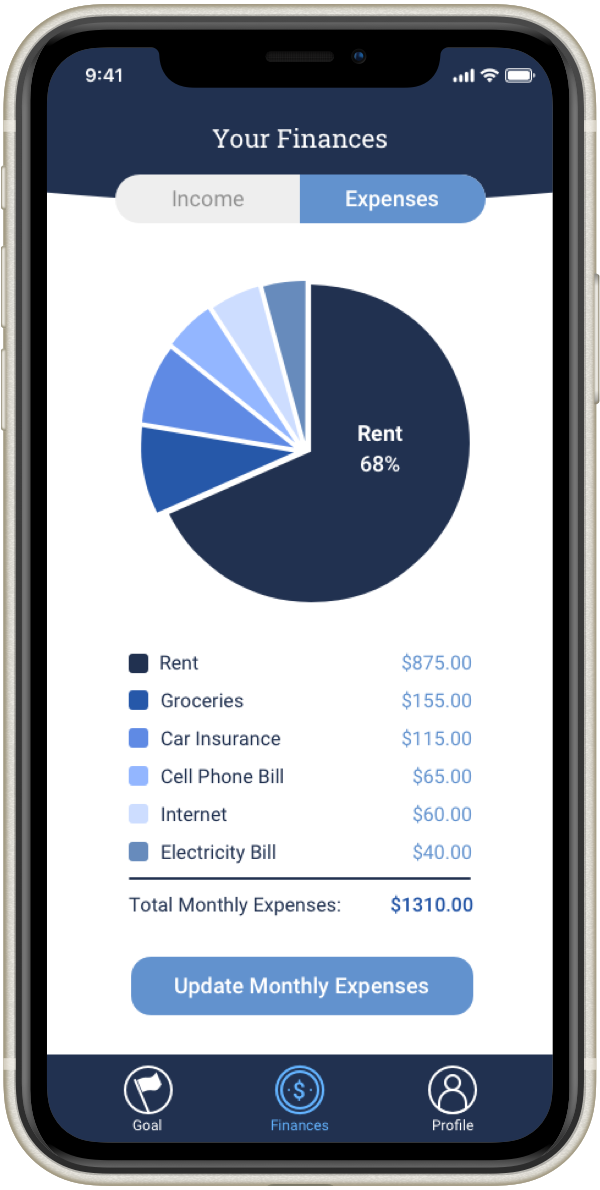 9:41
Your Finances
Income Expenses
Rent
68%
Rent $875.00
Groceries $155.00
Car Insurance $115.00
Cell Phone Bill $65.00
Internet $60.00
Electricity Bill $40.00
Total Monthly Expenses: $1310.00
Update Monthly Expenses
$
Goal Finances Profile